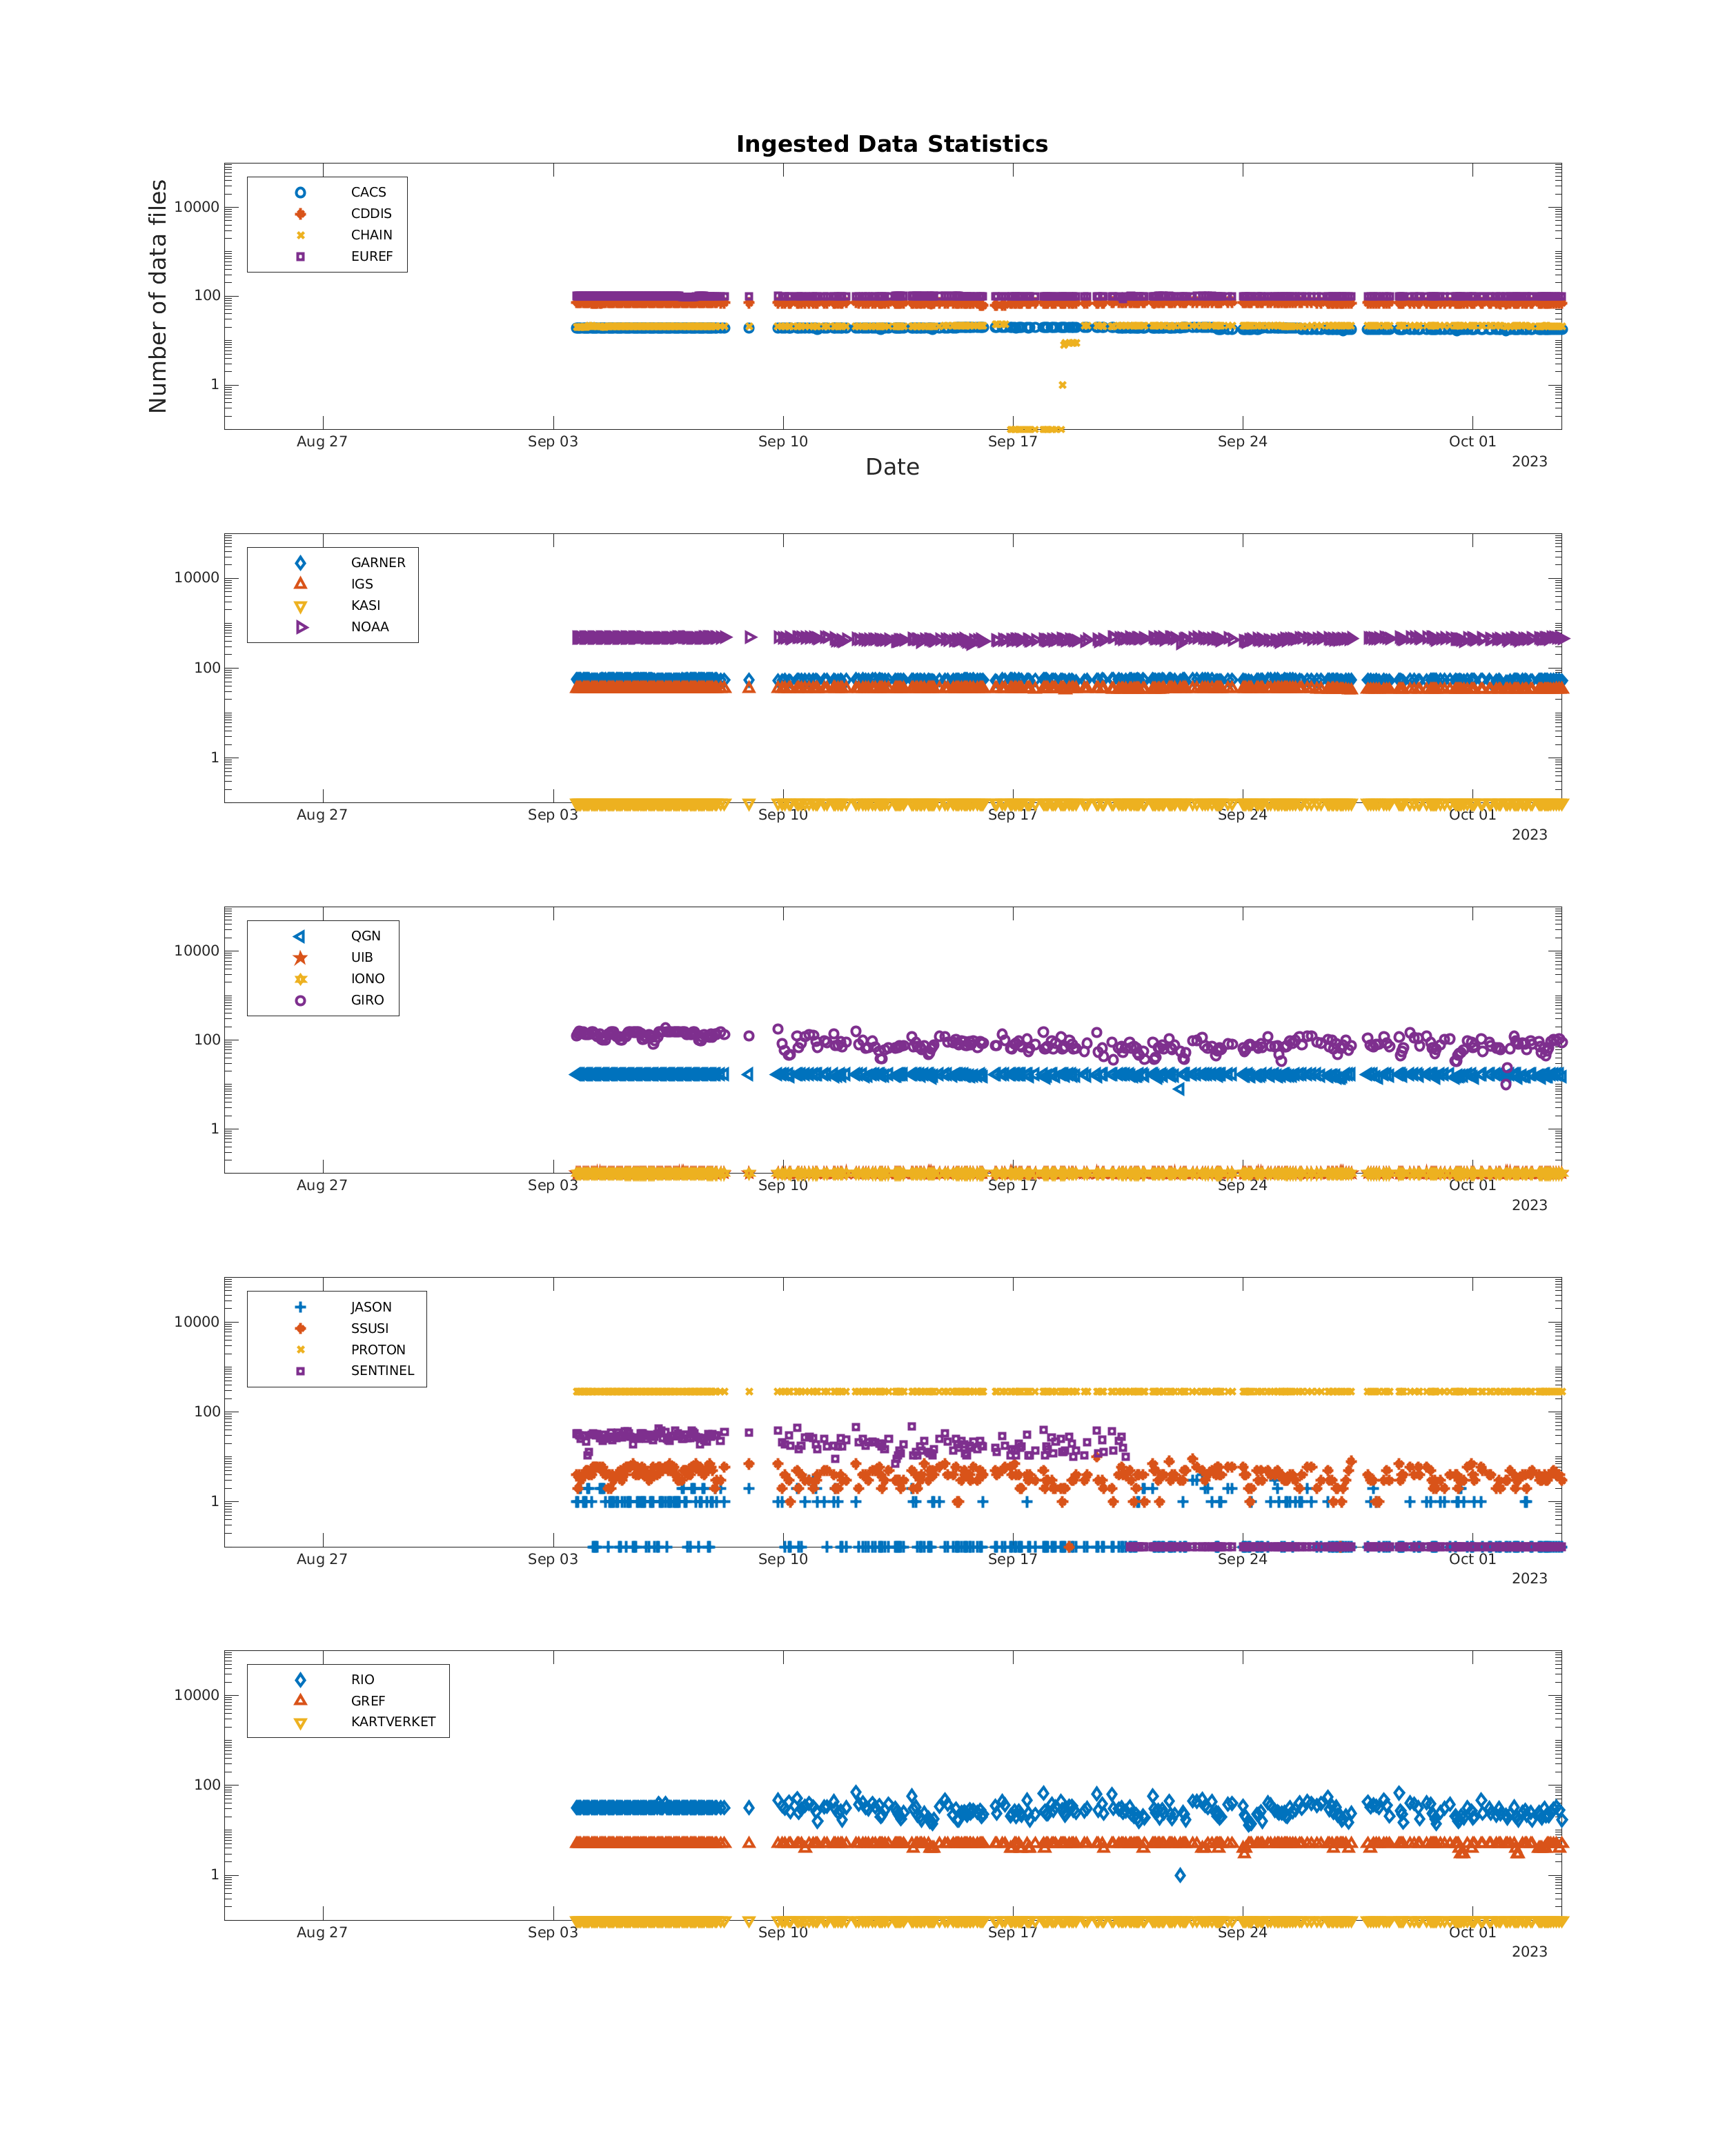 Ingested Data Statistics
Number of data files
10000
100
1
CACS
CDDIS
CHAIN
EUREF
Aug 27 Sep 03 Sep 10 Sep 17 Sep 24 Oct 01
2023
Date
10000
100
1
GARNER
IGS
KASI
NOAA
Aug 27 Sep 03 Sep 10 Sep 17 Sep 24 Oct 01
2023
10000
100
1
QGN
UIB
IONO
GIRO
Aug 27 Sep 03 Sep 10 Sep 17 Sep 24 Oct 01
2023
10000
100
1
JASON
SSUSI
PROTON
SENTINEL
Aug 27 Sep 03 Sep 10 Sep 17 Sep 24 Oct 01
2023
10000
100
1
RIO
GREF
KARTVERKET
Aug 27 Sep 03 Sep 10 Sep 17 Sep 24 Oct 01
2023